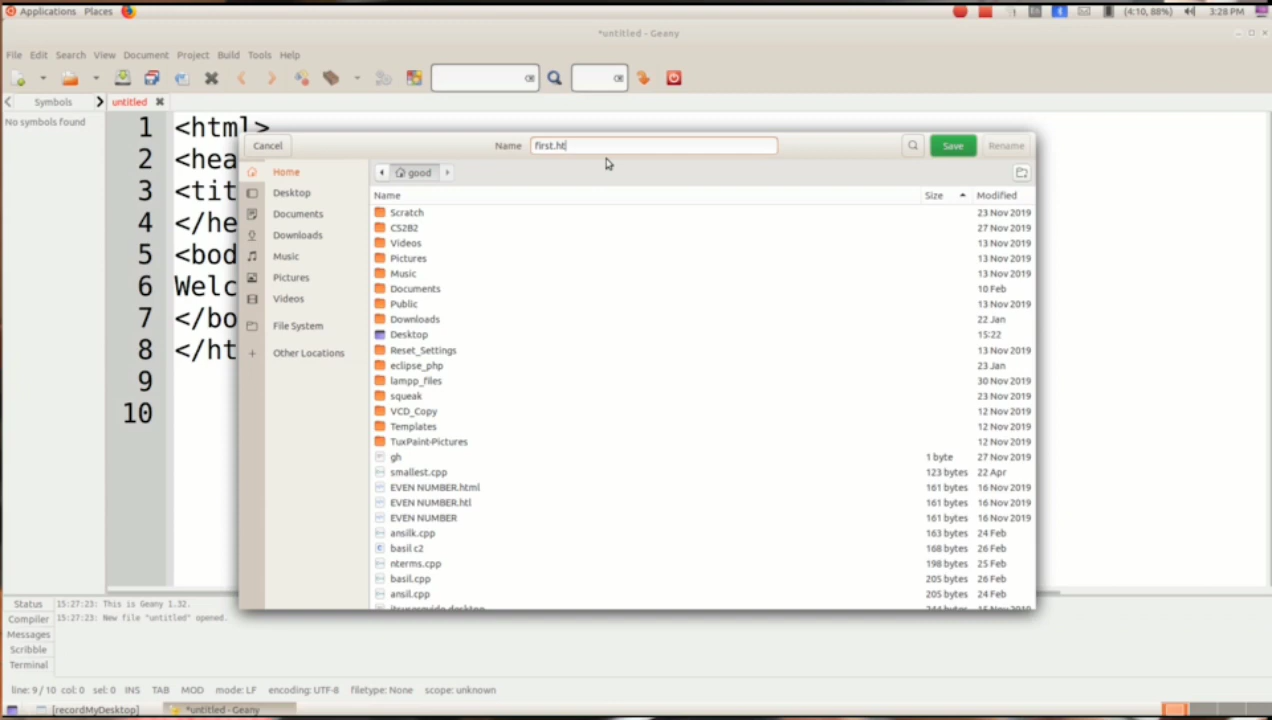 Applications Places (4:10, 88%) 3:28 PM
*untitled - Geany
File Edit Search View Document Project Build Tools Help
Symbols untitled
No symbols found
1 <html>
2 <hea
3 <tit
4 </he
5 <bod
6 Welc
7 </bo
8 </ht
9
10
Cancel Name first.ht Save Rename
good
Name Size Modified
Home
Desktop
Documents
Downloads
Music
Pictures
Videos
File System
+ Other Locations
Scratch 23 Nov 2019
CS2B2 27 Nov 2019
Videos 13 Nov 2019
Pictures 13 Nov 2019
Music 13 Nov 2019
Documents 10 Feb
Public 13 Nov 2019
Downloads 22 Jan
Desktop 15:22
Reset_Settings 13 Nov 2019
eclipse_php 23 Jan
lampp_files 30 Nov 2019
squeak 23 Nov 2019
VCD_Copy 12 Nov 2019
Templates 12 Nov 2019
TuxPaint-Pictures 12 Nov 2019
gh 1 byte 27 Nov 2019
smallest.cpp 123 bytes 22 Apr
EVEN NUMBER.html 161 bytes 16 Nov 2019
EVEN NUMBER.htl 161 bytes 16 Nov 2019
EVEN NUMBER 161 bytes 16 Nov 2019
ansilk.cpp 163 bytes 24 Feb
basil.c2 168 bytes 26 Feb
nterms.cpp 198 bytes 25 Feb
basil.cpp 205 bytes 26 Feb
ansil.cpp 205 bytes 24 Feb
Status
Compiler
Messages
Scribble
Terminal
15:27:23: This is Geany 1.32.
15:27:23: New file "untitled" opened.
line: 9 / 10 col: 0 sel: 0 INS TAB MOD mode: LF encoding: UTF-8 filetype: None scope: unknown
[recordMyDesktop] *untitled - Geany